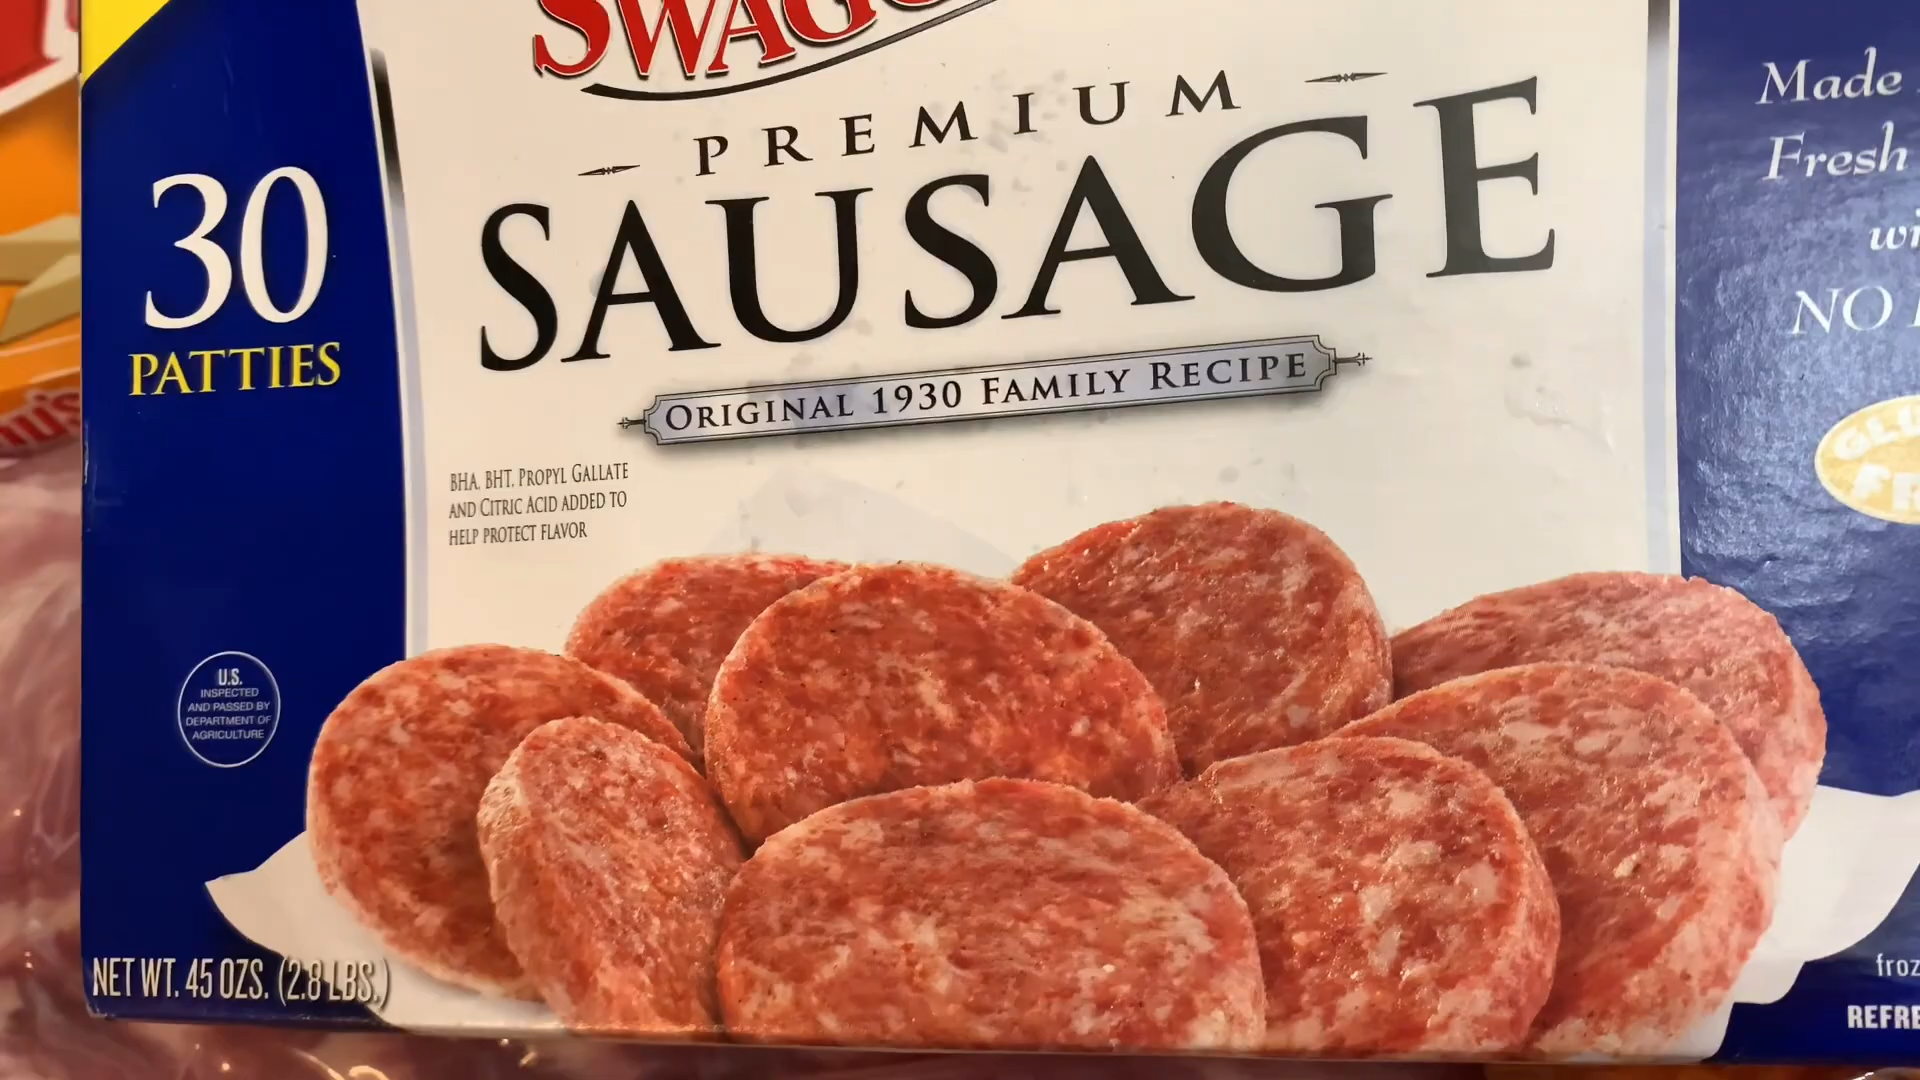 PREMIUM
SAUSAGE
ORIGINAL 1930 FAMILY RECIPE
30
PATTIES
BHA, BHT, PROPYL GALLATE
AND CITRIC ACID ADDED TO
HELP PROTECT FLAVOR
U.S.
INSPECTED
AND PASSED BY
DEPARTMENT OF
AGRICULTURE
NET WT. 45 OZS. (2.8 LBS.)
Made
Fresh
NO